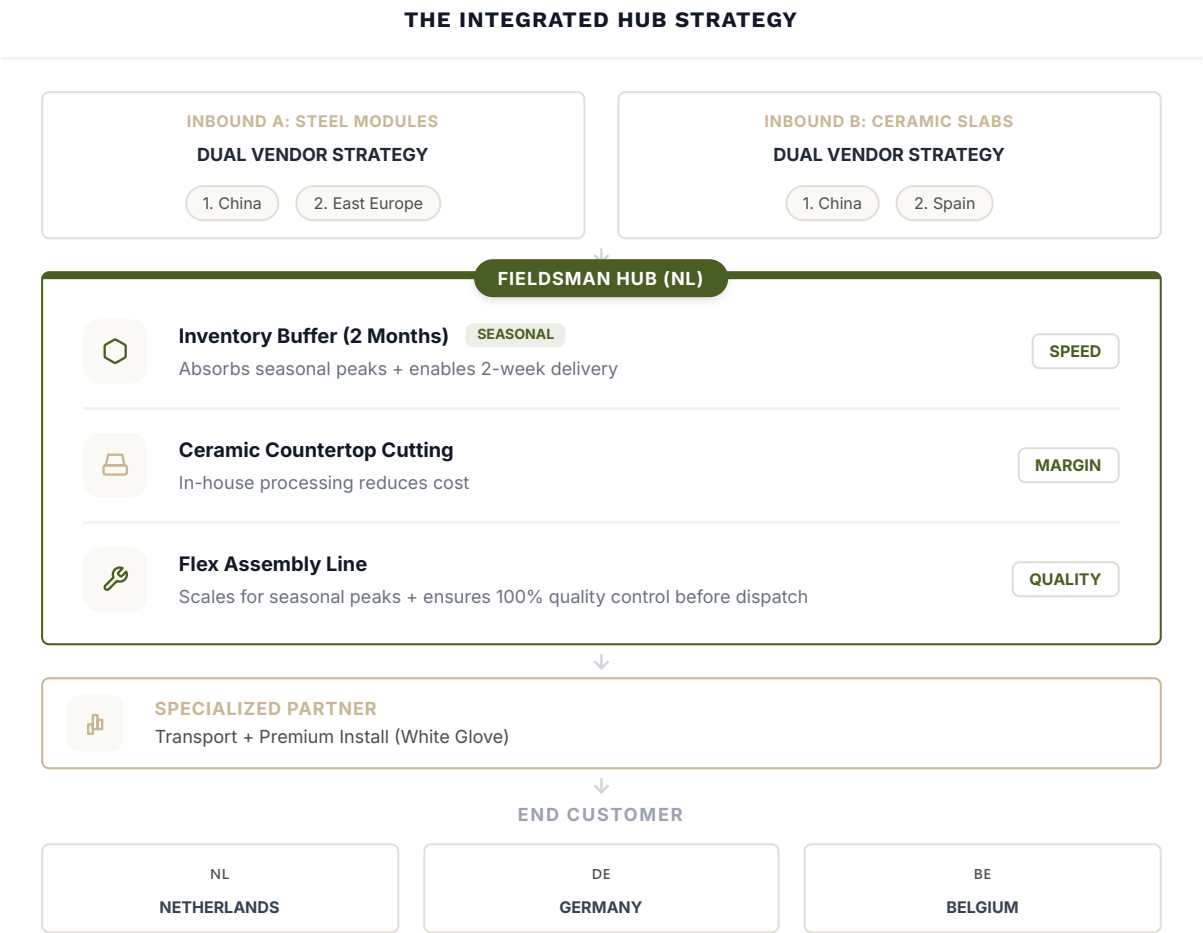 THE INTEGRATED HUB STRATEGY
INBOUND A: STEEL MODULES
DUAL VENDOR STRATEGY
1. China
2. East Europe
INBOUND B: CERAMIC SLABS
DUAL VENDOR STRATEGY
1. China
2. Spain
FIELDSMAN HUB (NL)
Inventory Buffer (2 Months)
SEASONAL
Absorbs seasonal peaks + enables 2-week delivery
SPEED
Ceramic Countertop Cutting
In-house processing reduces cost
MARGIN
Flex Assembly Line
Scales for seasonal peaks + ensures 100% quality control before dispatch
QUALITY
SPECIALIZED PARTNER
Transport + Premium Install (White Glove)
END CUSTOMER
NL
NETHERLANDS
DE
GERMANY
BE
BELGIUM